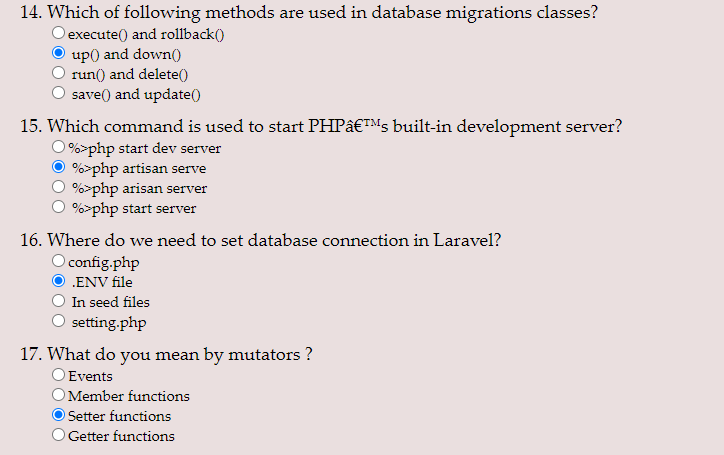 14. Which of following methods are used in database migrations classes?
execute() and rollback()
up() and down()
run() and delete()
save() and update()
15. Which command is used to start PHPâ€™s built-in development server?
%>php start dev server
%>php artisan serve
%>php arisan server
%>php start server
16. Where do we need to set database connection in Laravel?
config.php
.ENV file
In seed files
setting.php
17. What do you mean by mutators ?
Events
Member functions
Setter functions
Getter functions